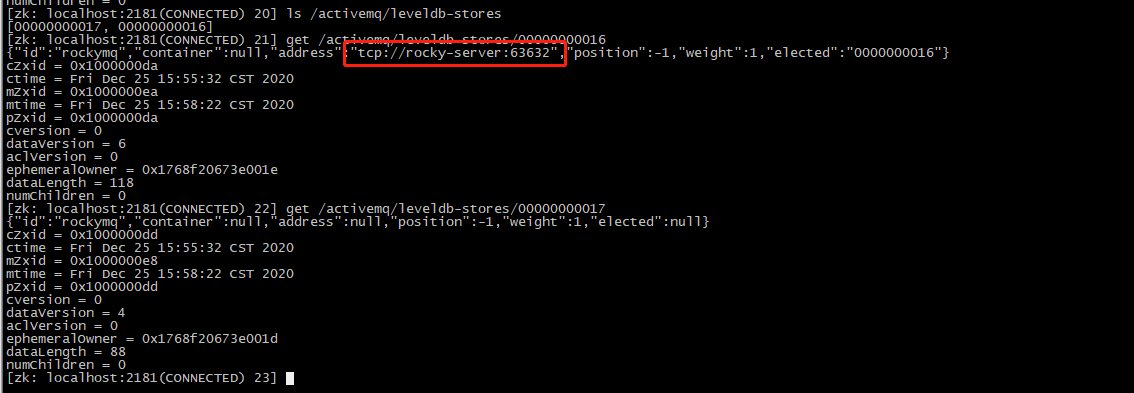 numChildren = 0
[zk: localhost:2181(CONNECTED) 20] ls /activemq/leveldb-stores
[00000000017, 00000000016]
[zk: localhost:2181(CONNECTED) 21] get /activemq/leveldb-stores/00000000016
{"id":"rockymq","container":null,"address":"tcp://rocky-server:63632","position":-1,"weight":1,"elected":"0000000016"}
cZxid = 0x1000000da
ctime = Fri Dec 25 15:55:32 CST 2020
mZxid = 0x1000000ea
mtime = Fri Dec 25 15:58:22 CST 2020
pZxid = 0x1000000da
cversion = 0
dataVersion = 6
aclVersion = 0
ephemeralOwner = 0x1768f20673e001e
dataLength = 118
numChildren = 0
[zk: localhost:2181(CONNECTED) 22] get /activemq/leveldb-stores/00000000017
{"id":"rockymq","container":null,"address":null,"position":-1,"weight":1,"elected":null}
cZxid = 0x1000000dd
ctime = Fri Dec 25 15:55:32 CST 2020
mZxid = 0x1000000e8
mtime = Fri Dec 25 15:58:22 CST 2020
pZxid = 0x1000000dd
cversion = 0
dataVersion = 4
aclVersion = 0
ephemeralOwner = 0x1768f20673e001d
dataLength = 88
numChildren = 0
[zk: localhost:2181(CONNECTED) 23]